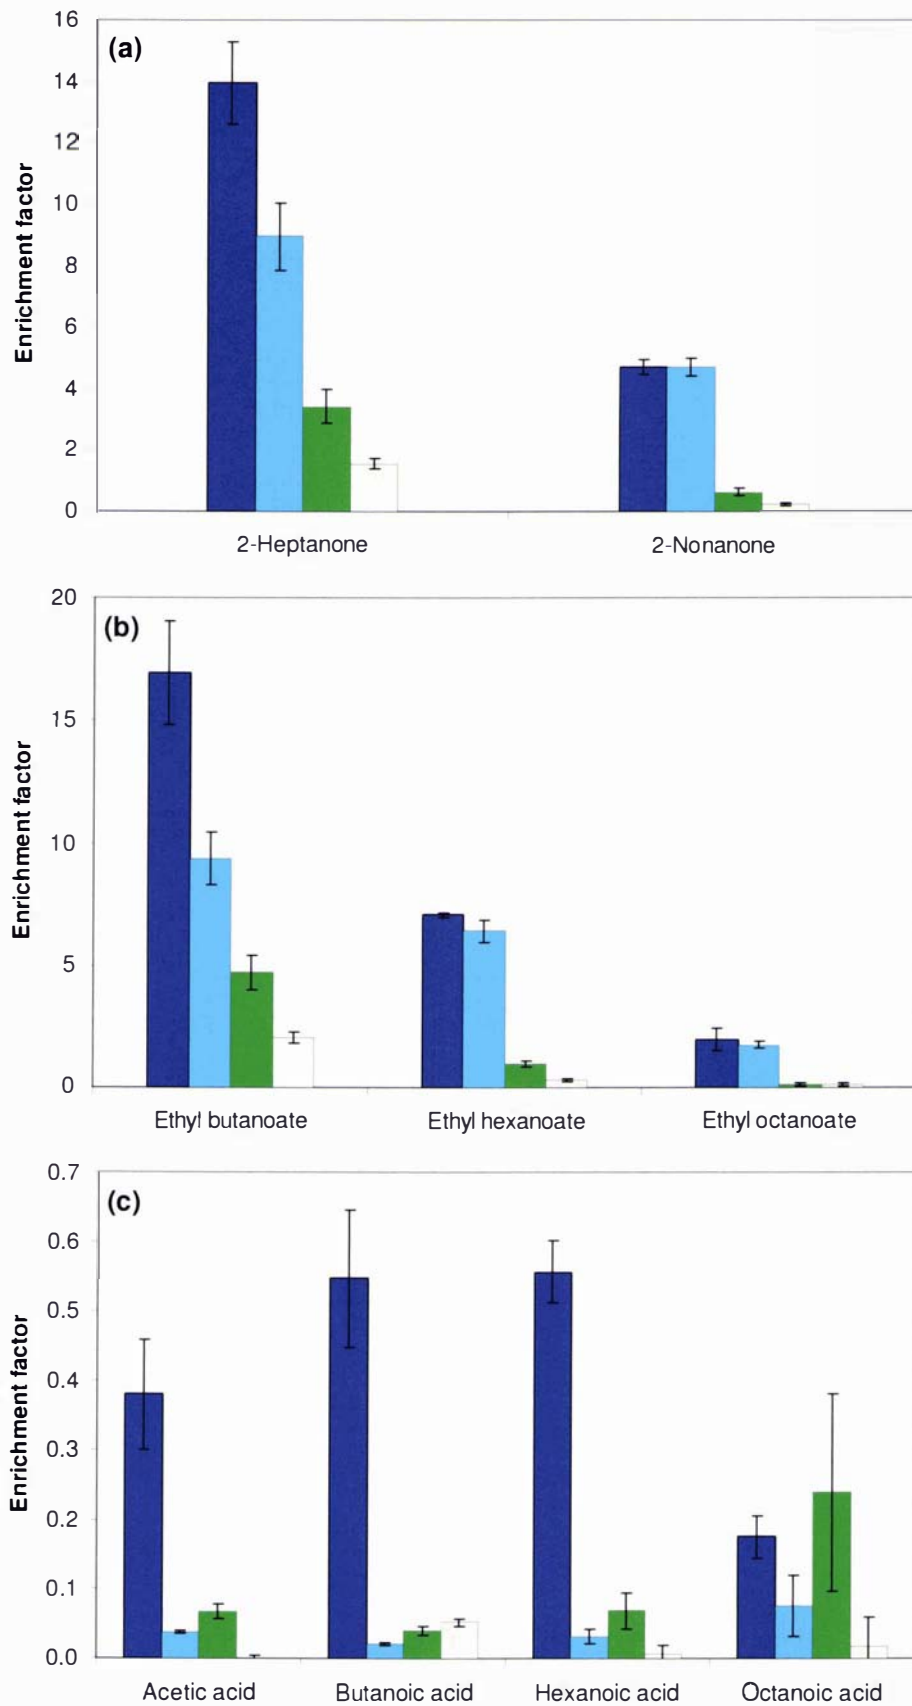 (a)
Enrichment factor
16
14
12
10
8
6
4
2
0
2-Heptanone 2-Nonanone
(b)
Enrichment factor
20
15
10
5
0
Ethyl butanoate Ethyl hexanoate Ethyl octanoate
(c)
Enrichment factor
0.7
0.6
0.5
0.4
0.3
0.2
0.1
0.0
Acetic acid Butanoic acid Hexanoic acid Octanoic acid